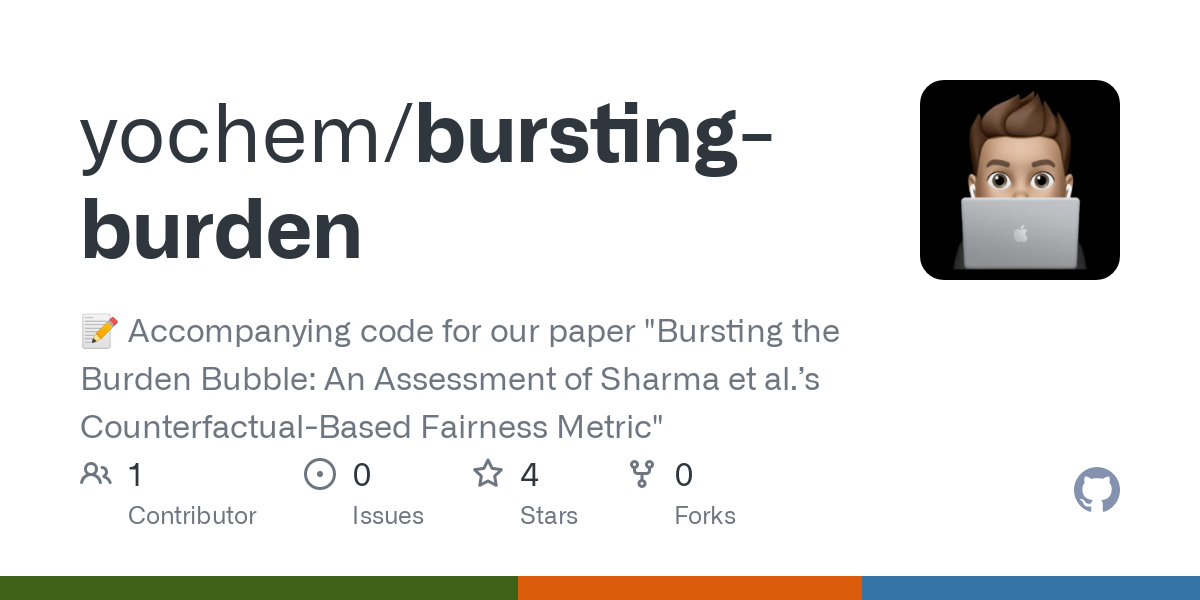 yochem/bursting-
burden
📝 Accompanying code for our paper "Bursting the
Burden Bubble: An Assessment of Sharma et al.’s
Counterfactual-Based Fairness Metric"
1 0 4 0
Contributor Issues Stars Forks